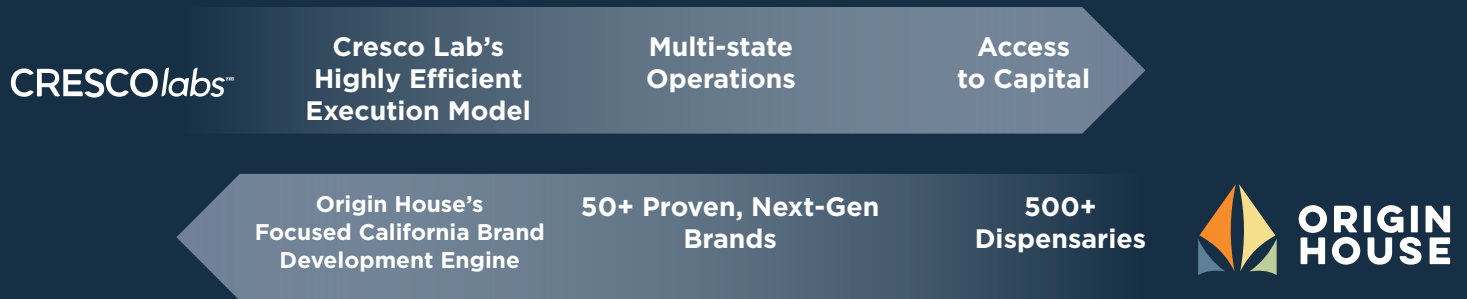 CRESCOlabs™
Cresco Lab's
Highly Efficient
Execution Model
Multi-state
Operations
Access
to Capital
Origin House's
Focused California Brand
Development Engine
50+ Proven, Next-Gen
Brands
500+
Dispensaries
ORIGIN
HOUSE